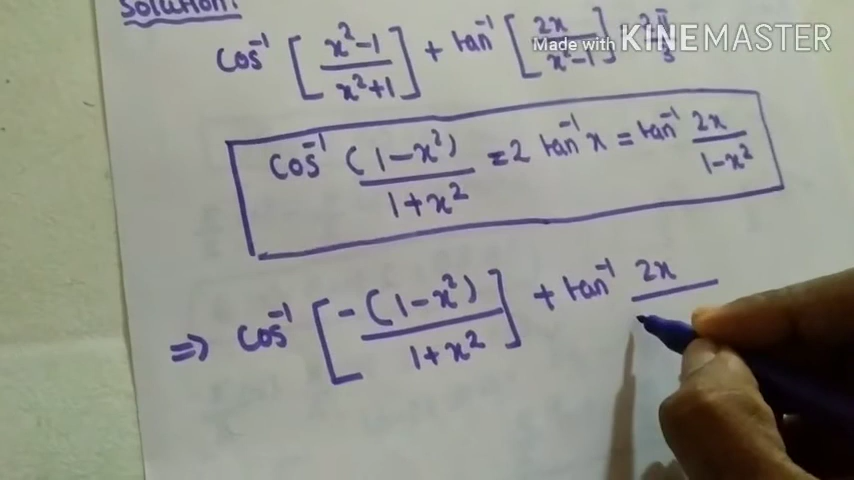 Solution:
cos⁻¹ [ (x²-1)/(x²+1) ] + tan⁻¹ [ 2x/(x²-1) ] = 2π/3
Made with KINEMASTER
cos⁻¹ (1-x²)/(1+x²) = 2 tan⁻¹ x = tan⁻¹ 2x/(1-x²)
⇒ cos⁻¹ [ -(1-x²)/(1+x²) ] + tan⁻¹ 2x